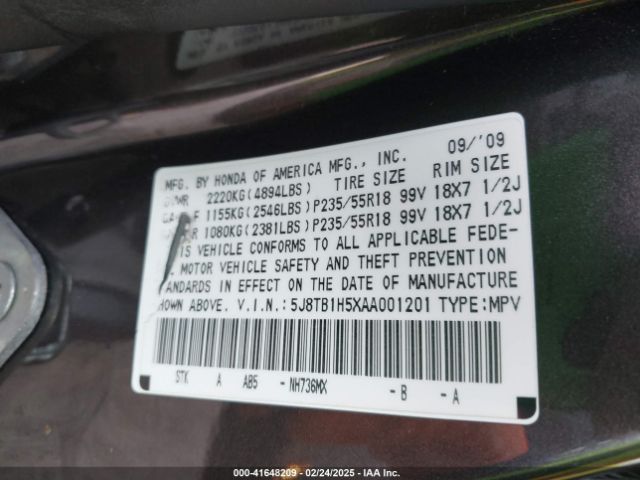 09/'09
MFG. BY HONDA OF AMERICA MFG., INC.
2220KG(4894LBS) TIRE SIZE RIM SIZE
F 1155KG(2546LBS)P235/55R18 99V 18X7 1/2J
R 1080KG(2381LBS)P235/55R18 99V 18X7 1/2J
VEHICLE CONFORMS TO ALL APPLICABLE FEDE-
MOTOR VEHICLE SAFETY AND THEFT PREVENTION
STANDARDS IN EFFECT ON THE DATE OF MANUFACTURE
SHOWN ABOVE. V.I.N.:5J8TB1H5XAA001201 TYPE:MPV
STK A AB5 -NH736MX -B -A
000-41648209 - 02/24/2025 - IAA Inc.